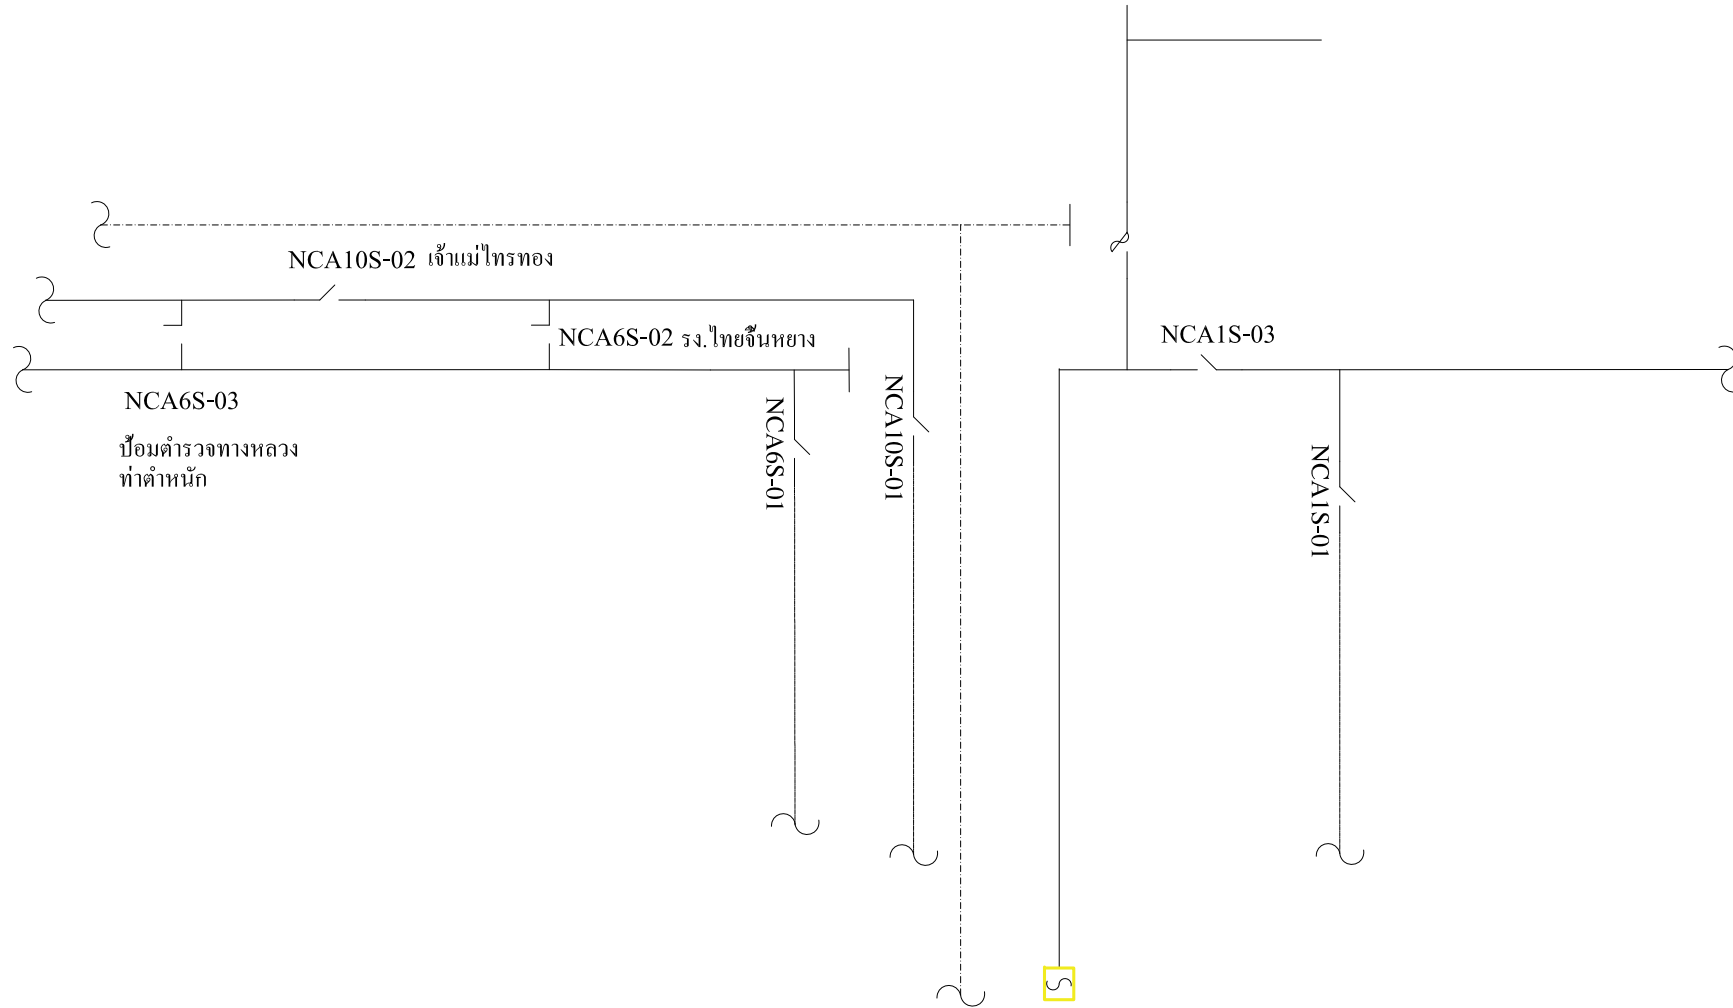 NCA10S-02 เจ้าแม่ไทรทอง
NCA6S-02 รง.ไทยจีนหยาง
NCA1S-03
NCA6S-03
ป้อมตำรวจทางหลวง
ท่าตำหนัก
NCA6S-01
NCA10S-01
NCA1S-01